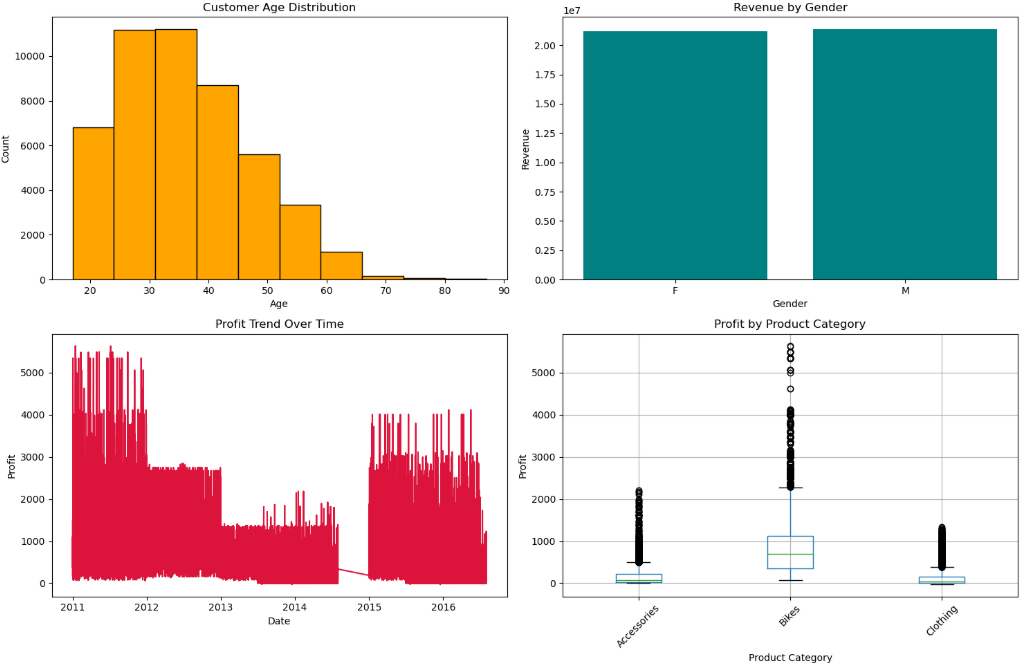 Customer Age Distribution
Count
10000
8000
6000
4000
2000
0
20 30 40 50 60 70 80 90
Age
Revenue by Gender
1e7
Revenue
2.00
1.75
1.50
1.25
1.00
0.75
0.50
0.25
0.00
F M
Gender
Profit Trend Over Time
Profit
5000
4000
3000
2000
1000
0
2011 2012 2013 2014 2015 2016
Date
Profit by Product Category
Profit
5000
4000
3000
2000
1000
0
Accessories Bikes Clothing
Product Category